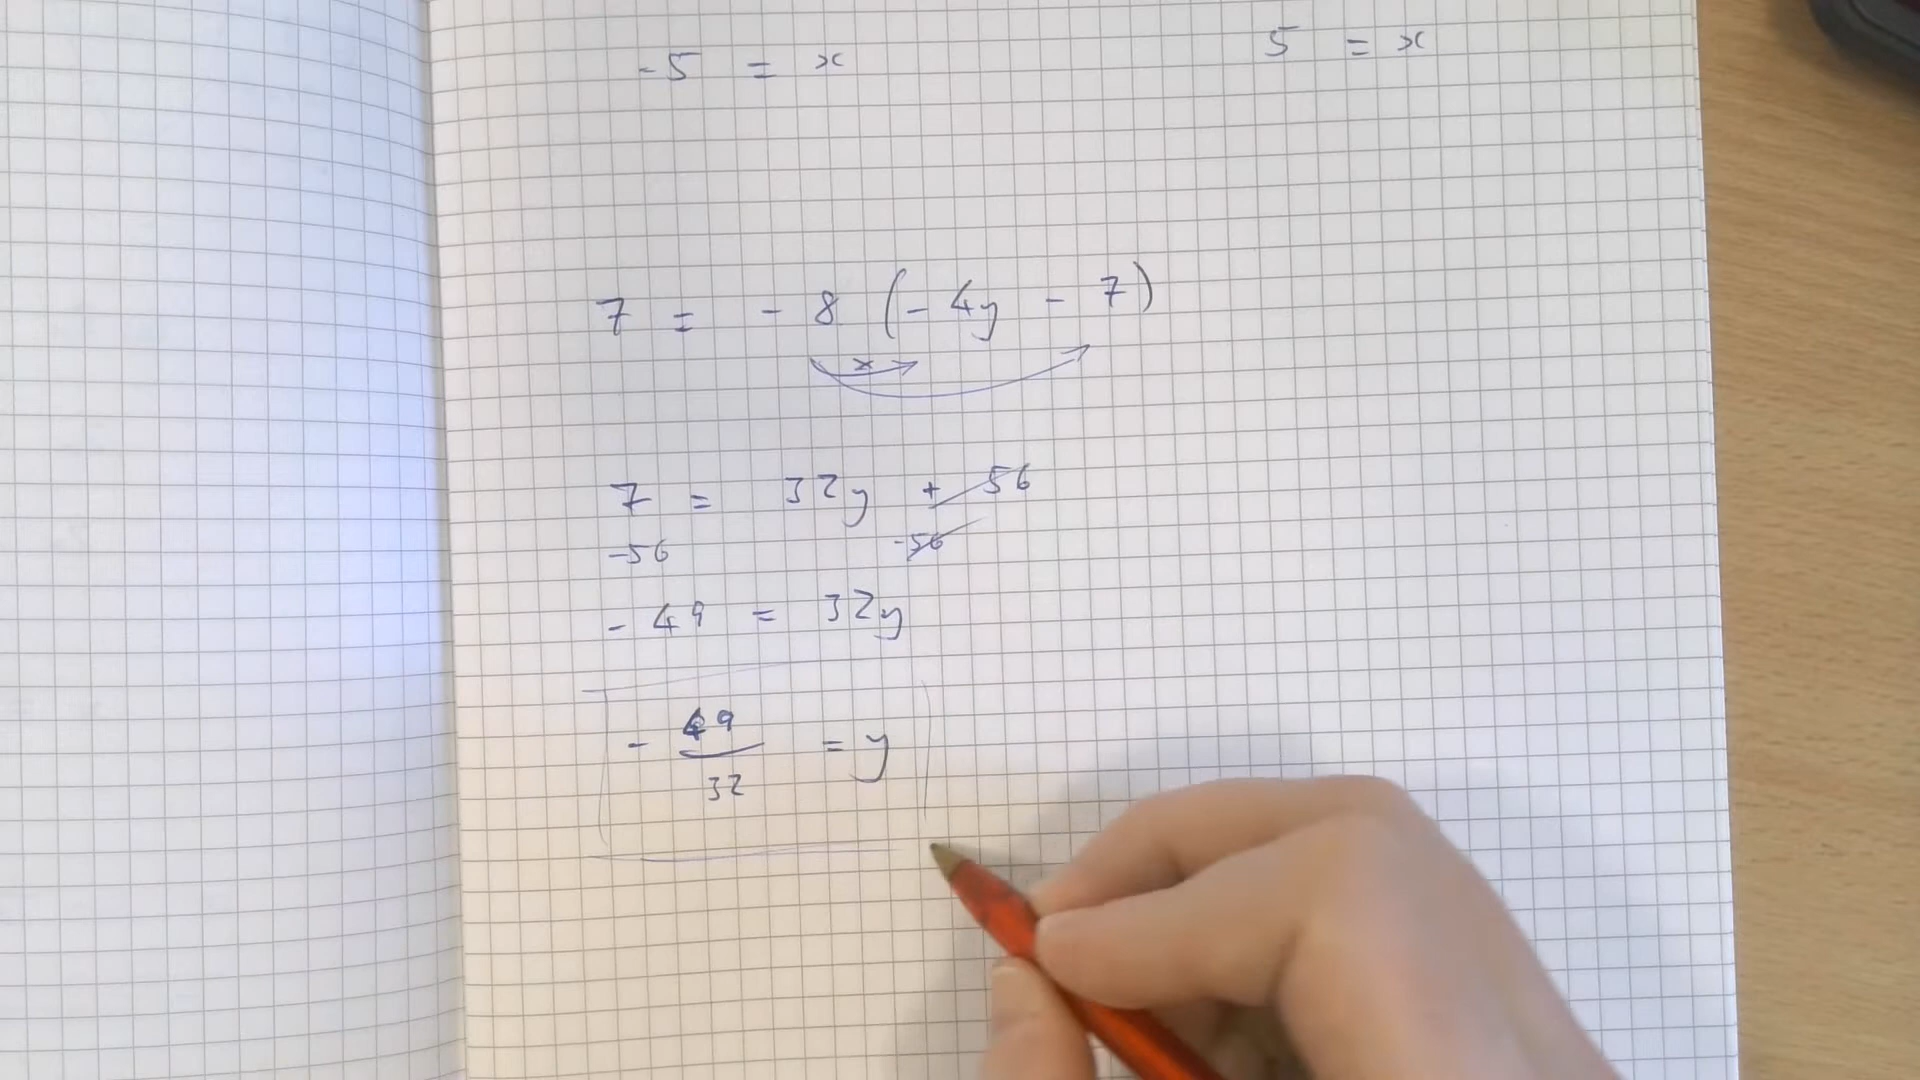 -5 = x
5 = x
7 = - 8 (- 4y - 7)
x
7 = 32y + 56
-56 -56
- 49 = 32y
- 49/32 = y